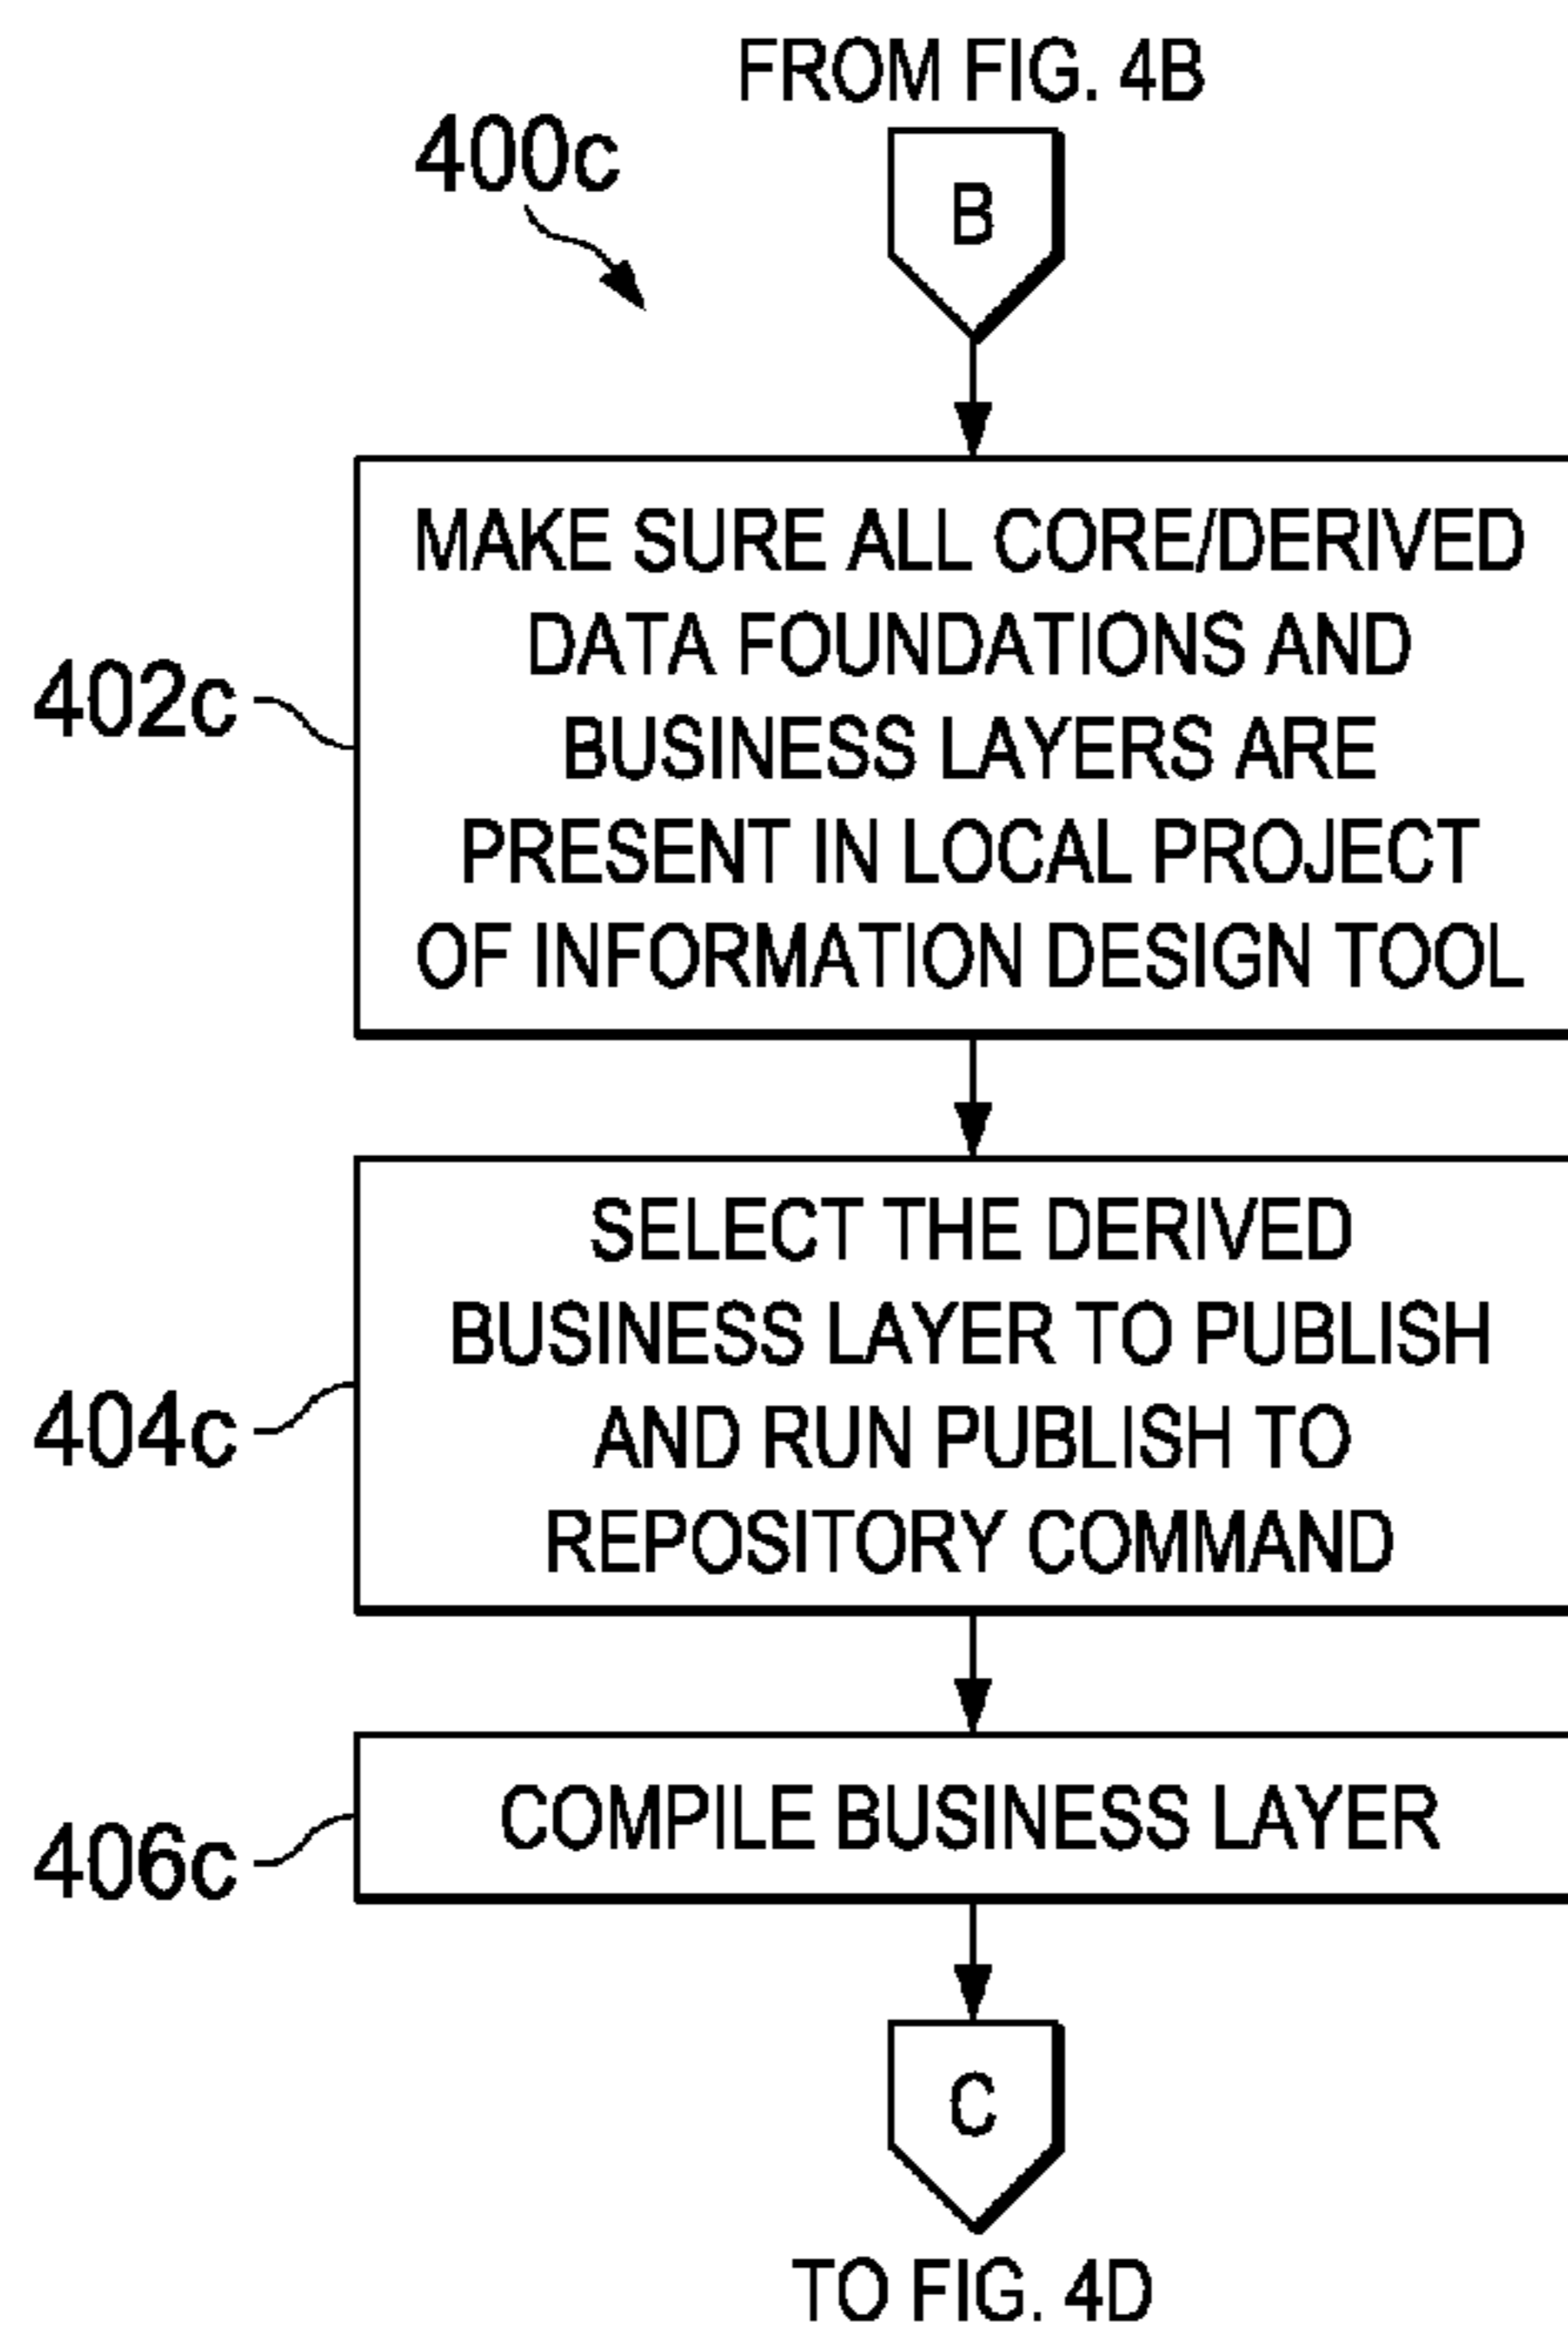 FROM FIG. 4B
400c
B
MAKE SURE ALL CORE/DERIVED
DATA FOUNDATIONS AND
BUSINESS LAYERS ARE
PRESENT IN LOCAL PROJECT
OF INFORMATION DESIGN TOOL
402c
SELECT THE DERIVED
BUSINESS LAYER TO PUBLISH
AND RUN PUBLISH TO
REPOSITORY COMMAND
404c
COMPILE BUSINESS LAYER
406c
C
TO FIG. 4D